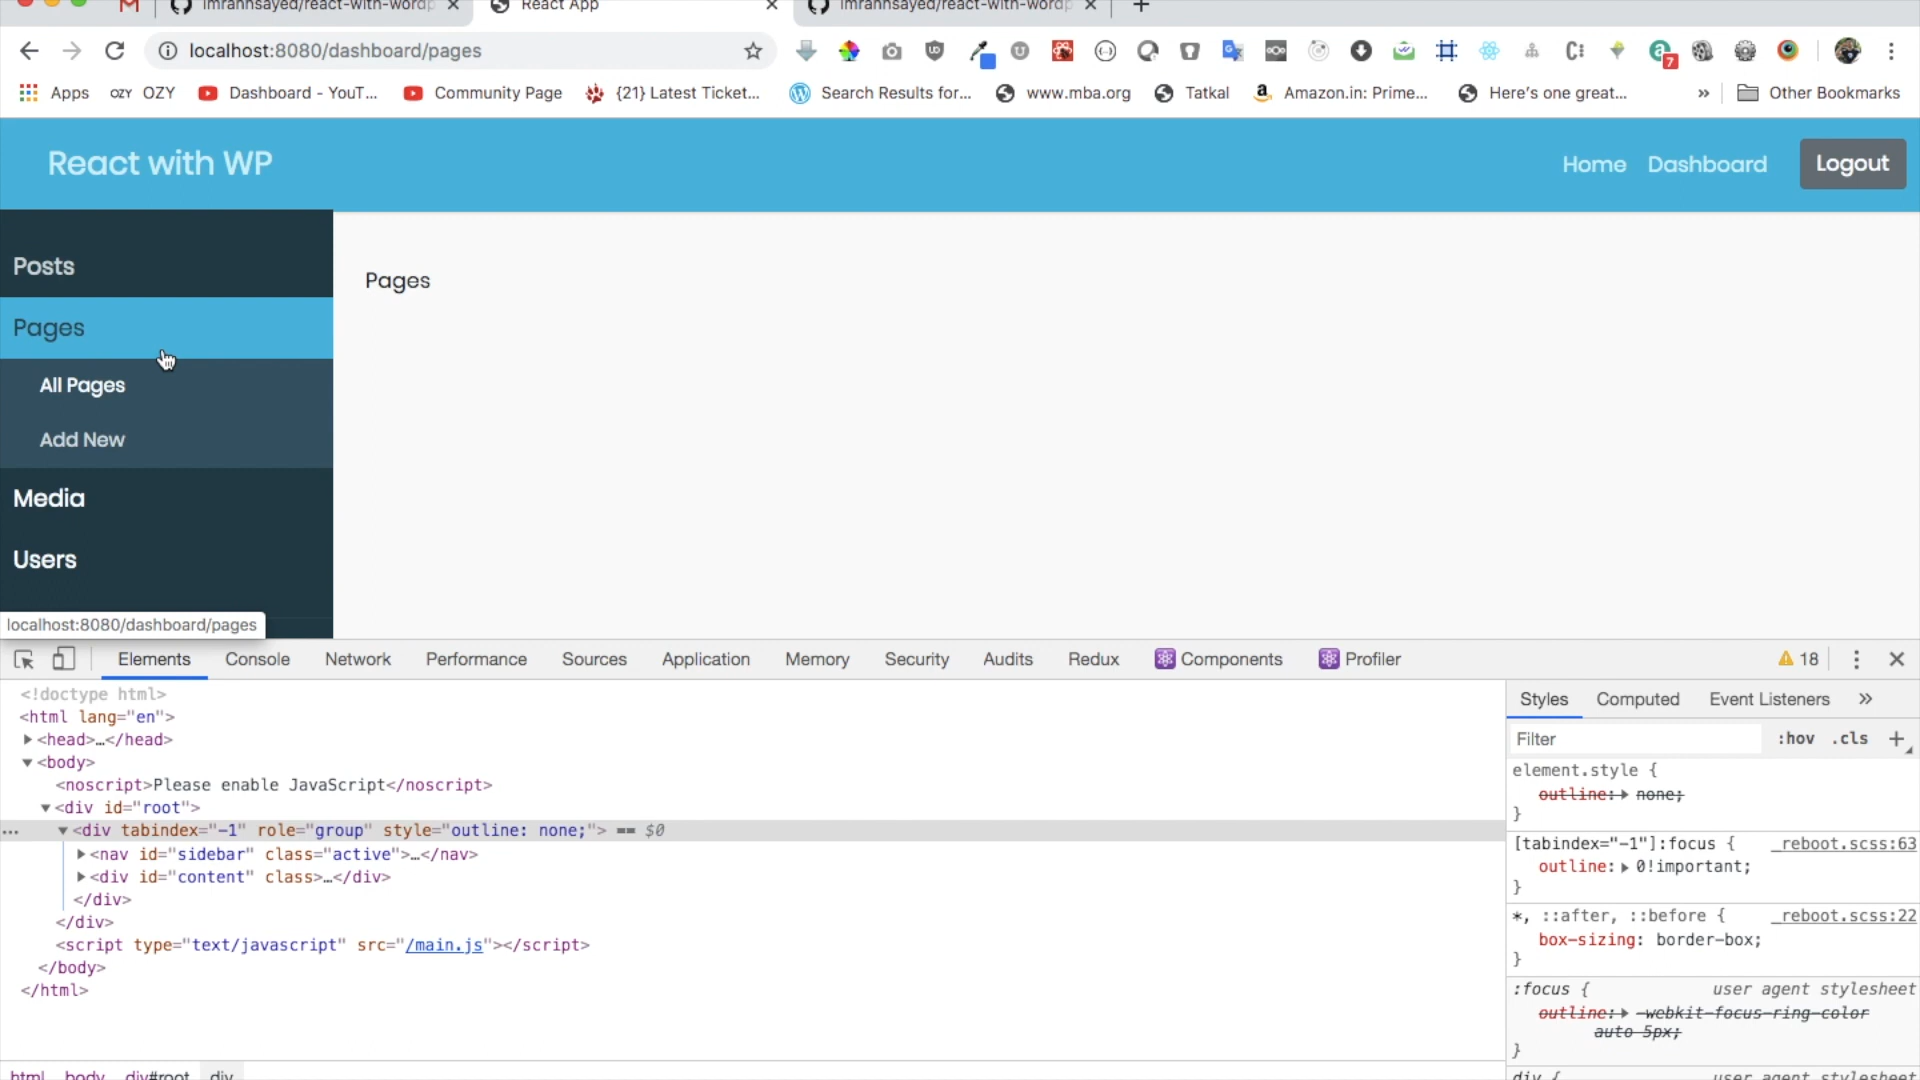 imrannsayed/react-with-wordp
React App
imrannsayed/react-with-wordp
localhost:8080/dashboard/pages
7
Apps
OZY OZY
Dashboard - YouT...
Community Page
{21} Latest Ticket...
Search Results for...
www.mba.org
Tatkal
Amazon.in: Prime...
Here's one great...
»
Other Bookmarks
React with WP
Home
Dashboard
Logout
Posts
Pages
All Pages
Add New
Media
Users
Pages
localhost:8080/dashboard/pages
Elements
Console
Network
Performance
Sources
Application
Memory
Security
Audits
Redux
Components
Profiler
18
<!doctype html>
<html lang="en">
<head>…</head>
<body>
<noscript>Please enable JavaScript</noscript>
<div id="root">
<div tabindex="-1" role="group" style="outline: none;"> == $0
<nav id="sidebar" class="active">…</nav>
<div id="content" class>…</div>
</div>
</div>
<script type="text/javascript" src="/main.js"></script>
</body>
</html>
html body div#root div
Styles
Computed
Event Listeners
»
Filter
:hov .cls +
element.style {
outline: none;
}
[tabindex="-1"]:focus { _reboot.scss:63
outline: 0!important;
}
*, ::after, ::before { _reboot.scss:22
box-sizing: border-box;
}
:focus { user agent stylesheet
outline: -webkit-focus-ring-color
auto 5px;
}
div { user agent stylesheet